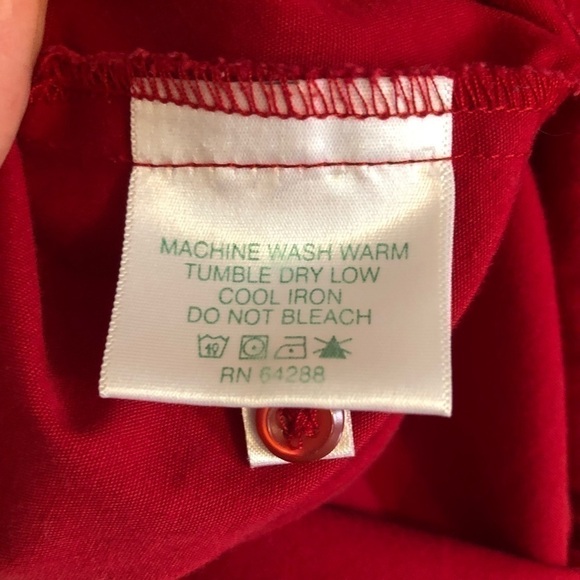 MACHINE WASH WARM
TUMBLE DRY LOW
COOL IRON
DO NOT BLEACH
RN 64288